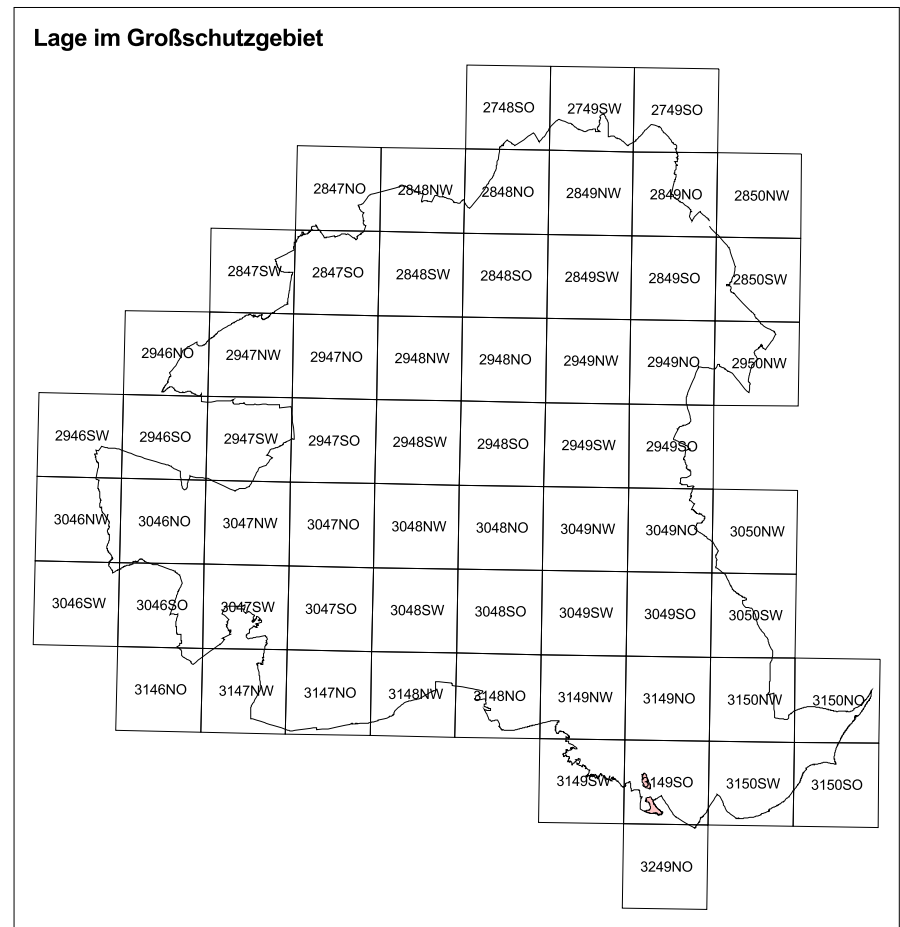 Lage im Großschutzgebiet
2748SO 2749SW 2749SO
2847NO 2848NW 2848NO 2849NW 2849NO 2850NW
2847SW 2847SO 2848SW 2848SO 2849SW 2849SO 2850SW
2946NO 2947NW 2947NO 2948NW 2948NO 2949NW 2949NO 2950NW
2946SW 2946SO 2947SW 2947SO 2948SW 2948SO 2949SW 2949SO
3046NW 3046NO 3047NW 3047NO 3048NW 3048NO 3049NW 3049NO 3050NW
3046SW 3046SO 3047SW 3047SO 3048SW 3048SO 3049SW 3049SO 3050SW
3146NO 3147NW 3147NO 3148NW 3148NO 3149NW 3149NO 3150NW 3150NO
3149SW 3149SO 3150SW 3150SO
3249NO